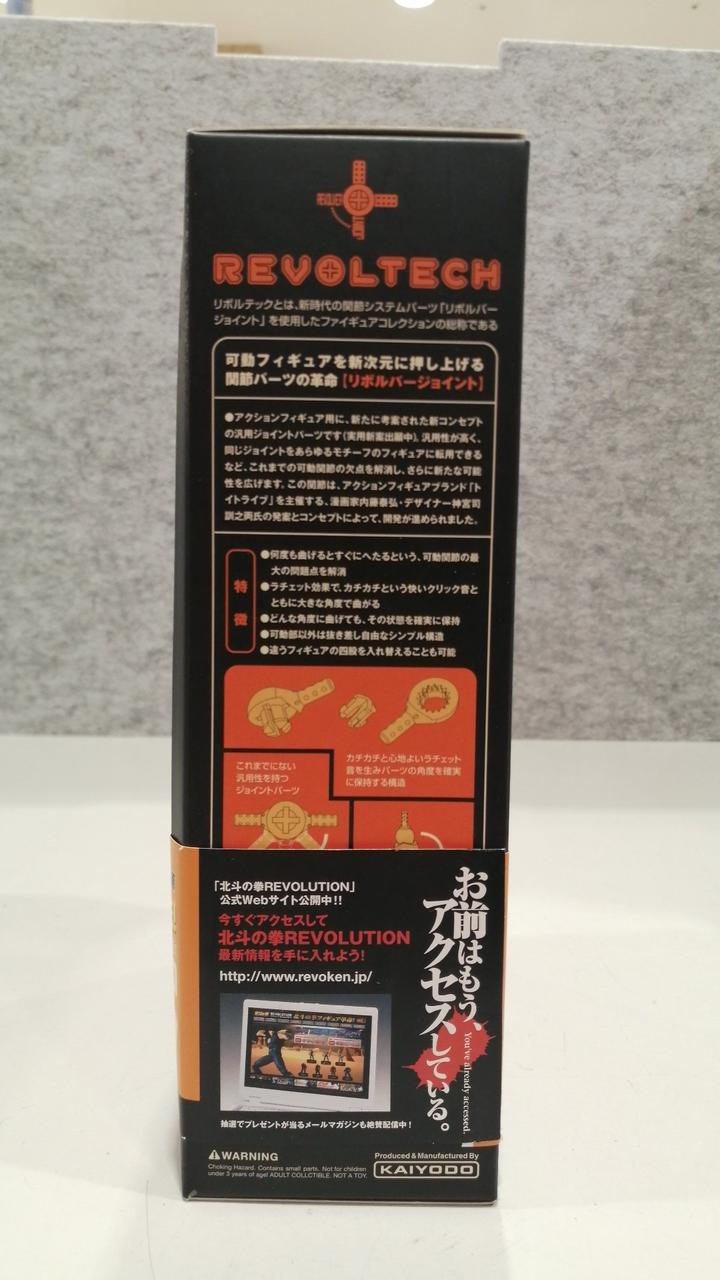 REVOLVER
REVOLTECH
リボルテックとは、新時代の関節システムパーツ「リボルバー
ジョイント」を使用したファイギュアコレクションの総称である
可動フィギュアを新次元に押し上げる
関節パーツの革命【リボルバージョイント】
●アクションフィギュア用に、新たに考案された新コンセプト
の汎用ジョイントパーツです(実用新案出願中)。汎用性が高く、
同じジョイントをあらゆるモチーフのフィギュアに転用できる
など、これまでの可動関節の欠点を解消し、さらに新たな可能
性を広げます。この関節は、アクションフィギュアブランド「ト
イトライブ」を主催する、漫画家内藤泰弘・デザイナー神宮司
訓之両氏の発案とコンセプトによって、開発が進められました。
特徴
●何度も曲げるとすぐにへたるという、可動関節の最
大の問題点を解消
●ラチェット効果で、カチカチという快いクリック音と
ともに大きな角度で曲がる
●どんな角度に曲げても、その状態を確実に保持
●可動部以外は抜き差し自由なシンプル構造
●違うフィギュアの四股を入れ替えることも可能
これまでにない
汎用性を持つ
ジョイントパーツ
カチカチと心地よいラチェット
音を生みパーツの角度を確実
に保持する構造
「北斗の拳REVOLUTION」
公式Webサイト公開中!!
今すぐアクセスして
北斗の拳REVOLUTION
最新情報を手に入れよう!
http://www.revoken.jp/
お前はもう、
アクセスしている。
You've already accessed.
抽選でプレゼントが当るメールマガジンも絶賛配信中!
WARNING
Choking Hazard. Contains small parts. Not for children
under 3 years of age! ADULT COLLCTIBLE. NOT A TOY.
Produced & Manufactured By
KAIYODO